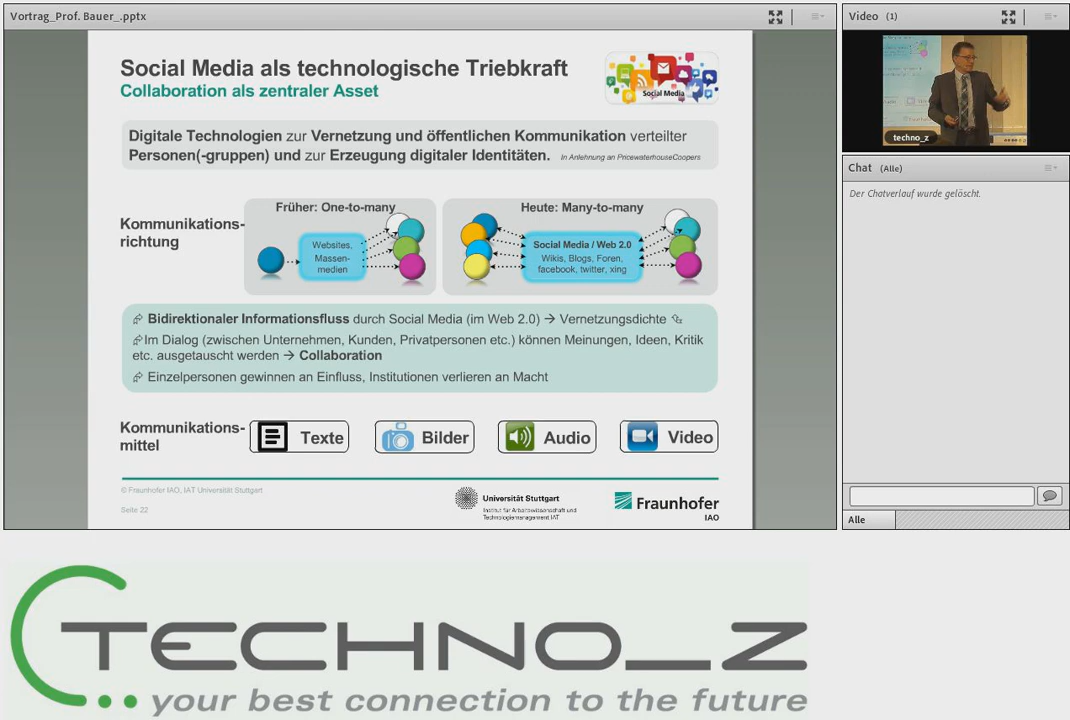 Vortrag_Prof. Bauer_.pptx
Social Media als technologische Triebkraft
Collaboration als zentraler Asset
Social Media
Digitale Technologien zur Vernetzung und öffentlichen Kommunikation verteilter
Personen(-gruppen) und zur Erzeugung digitaler Identitäten. In Anlehnung an PricewaterhouseCoopers
Kommunikations-
richtung
Früher: One-to-many
Websites,
Massen-
medien
Heute: Many-to-many
Social Media / Web 2.0
Wikis, Blogs, Foren,
facebook, twitter, xing
Bidirektionaler Informationsfluss durch Social Media (im Web 2.0) → Vernetzungsdichte
Im Dialog (zwischen Unternehmen, Kunden, Privatpersonen etc.) können Meinungen, Ideen, Kritik
etc. ausgetauscht werden → Collaboration
Einzelpersonen gewinnen an Einfluss, Institutionen verlieren an Macht
Kommunikations-
mittel
Texte
Bilder
Audio
Video
© Fraunhofer IAO, IAT Universität Stuttgart
Seite 22
Universität Stuttgart
Institut für Arbeitswissenschaft und
Technologiemanagement IAT
Fraunhofer
IAO
Video (1)
techno_z
Chat (Alle)
Der Chatverlauf wurde gelöscht.
Alle
TECHNO_Z
your best connection to the future